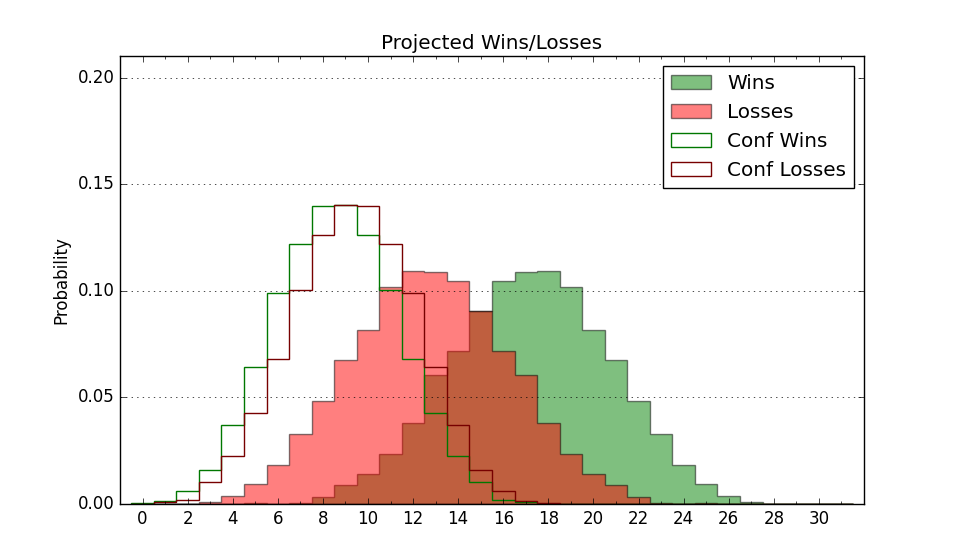 Projected Wins/Losses
Wins
Losses
Conf Wins
Conf Losses
Probability
0.20
0.15
0.10
0.05
0.00
0 2 4 6 8 10 12 14 16 18 20 22 24 26 28 30